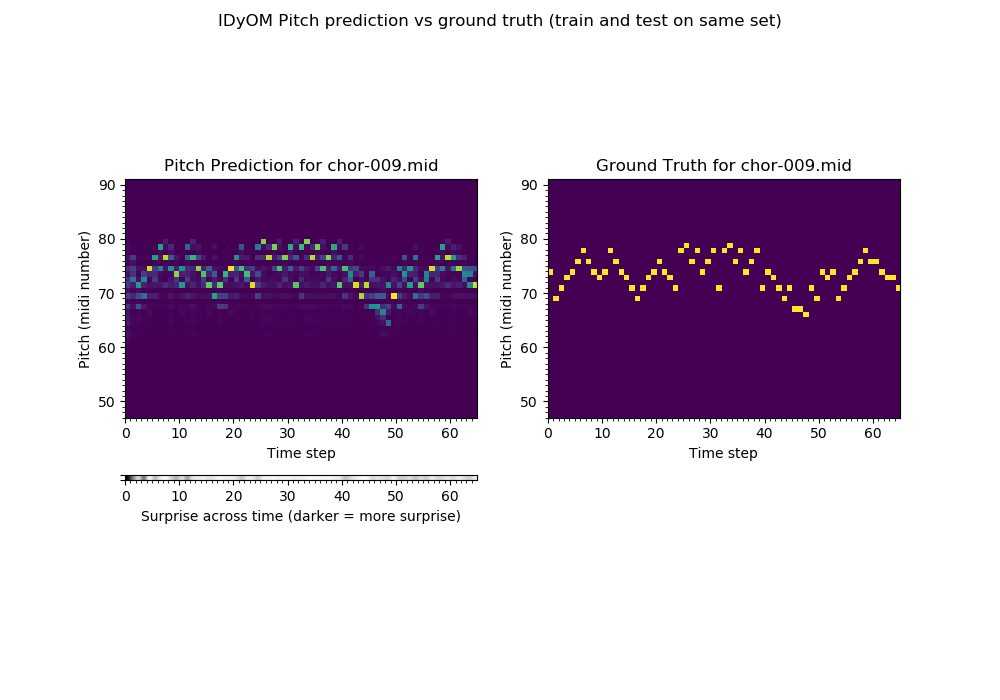 IDyOM Pitch prediction vs ground truth (train and test on same set)
Pitch Prediction for chor-009.mid
90
80
70
60
50
Pitch (midi number)
0 10 20 30 40 50 60
Time step
0 10 20 30 40 50 60
Surprise across time (darker = more surprise)
Ground Truth for chor-009.mid
90
80
70
60
50
Pitch (midi number)
0 10 20 30 40 50 60
Time step